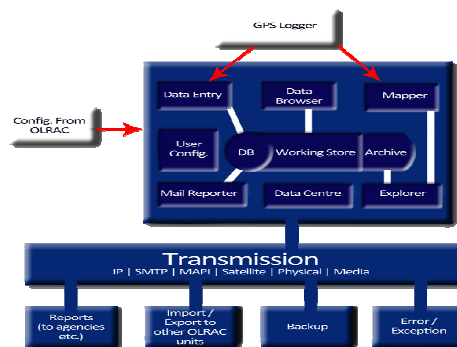 GPS Logger
Data Entry
Data
Browser
Mapper
Config. From
OLRAC
User
Config.
DB
Working Store
Archive
Mail Reporter
Data Centre
Explorer
Transmission
IP | SMTP | MAPI | Satellite | Physical | Media
Reports
(to agencies
etc.)
Import /
Export to
other OLRAC
units
Backup
Error /
Exception